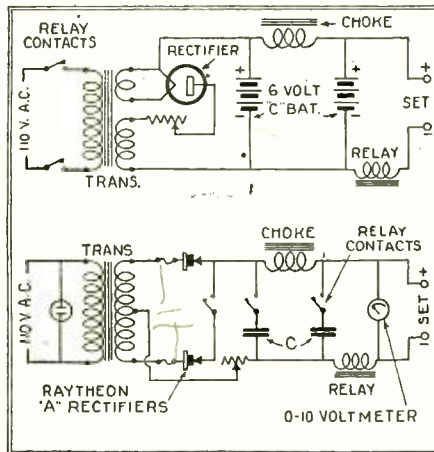 RELAY
CONTACTS
RECTIFIER
CHOKE
110 V. A.C.
TRANS.
+
+
+
6 VOLT
"C" BAT.
-
-
-
SET
RELAY
TRANS
CHOKE
RELAY
CONTACTS
110 V. A.C.
C
+
SET
RAYTHEON
"A" RECTIFIERS
RELAY
0-10 VOLTMETER